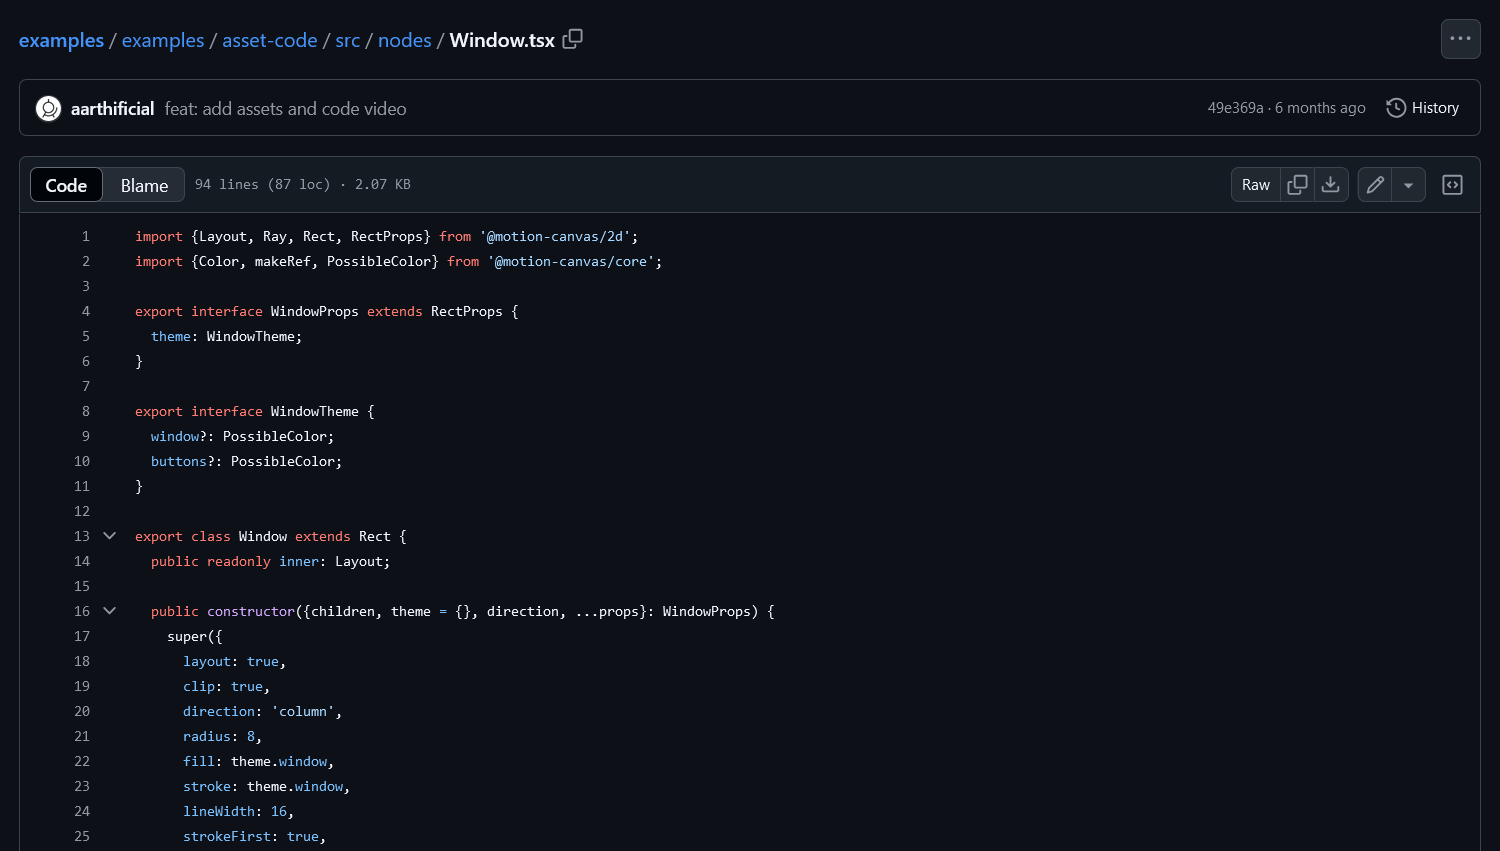 examples / examples / asset-code / src / nodes / Window.tsx
aarthificial feat: add assets and code video 49e369a · 6 months ago History
Code Blame 94 lines (87 loc) · 2.07 KB Raw
1 import {Layout, Ray, Rect, RectProps} from '@motion-canvas/2d';
2 import {Color, makeRef, PossibleColor} from '@motion-canvas/core';
3
4 export interface WindowProps extends RectProps {
5   theme: WindowTheme;
6 }
7
8 export interface WindowTheme {
9   window?: PossibleColor;
10   buttons?: PossibleColor;
11 }
12
13 export class Window extends Rect {
14   public readonly inner: Layout;
15
16   public constructor({children, theme = {}, direction, ...props}: WindowProps) {
17     super({
18       layout: true,
19       clip: true,
20       direction: 'column',
21       radius: 8,
22       fill: theme.window,
23       stroke: theme.window,
24       lineWidth: 16,
25       strokeFirst: true,